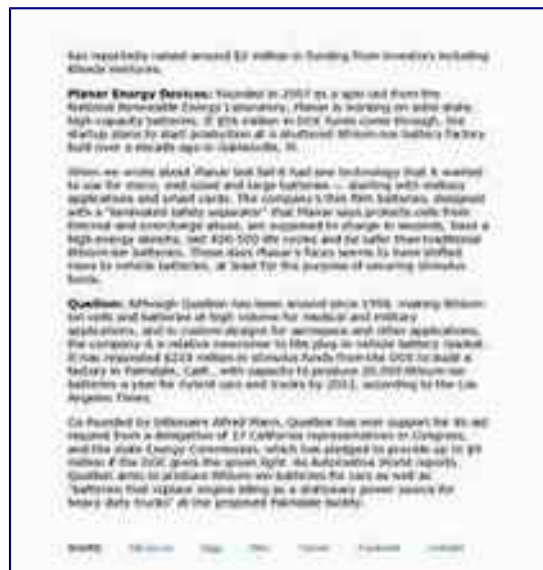 has reportedly raised around $2 million in funding from investors including
Khosla Ventures.
Planar Energy Devices: Founded in 2007 as a spin-out from the
National Renewable Energy Laboratory, Planar is working on solid state,
high-capacity batteries. If $  million in DOE funds come through, the
startup plans to start production at a shuttered lithium-ion battery factory
built over a decade ago in Gainesville, Fl.
When we wrote about Planar last fall it had one technology that it wanted
to use for micro, mid-sized and large batteries — starting with military
applications and smart cards. The company's thin film batteries, designed
with a "laminated safety separator" that Planar says protects cells from
thermal and overcharge abuse, are supposed to charge in seconds, have a
high energy density, last 400-500 life cycles and be safer than traditional
lithium-ion batteries. These days Planar's focus seems to have shifted
more to vehicle batteries, at least for the purpose of securing stimulus
funds.
Quallion: Although Quallion has been around since 1998, making lithium-
ion cells and batteries at high volume for medical and military
applications, and in custom designs for aerospace and other applications,
the company is a relative newcomer to the plug-in vehicle battery market.
It has requested $220 million in stimulus funds from the DOE to build a
factory in Palmdale, Calif., with capacity to produce 20,000 lithium-ion
batteries a year for hybrid cars and trucks by 2012, according to the Los
Angeles Times.
Co-founded by billionaire Alfred Mann, Quallion has won support for its aid
request from a delegation of 17 California representatives in Congress,
and the state Energy Commission, which has pledged to provide up to $9
million if the DOE gives the green light. As Automotive World reports,
Quallion aims to produce lithium-ion batteries for cars as well as
"batteries that replace engine idling as a stationary power source for
heavy duty trucks" at the proposed Palmdale facility.
SHARE: Digg Facebook